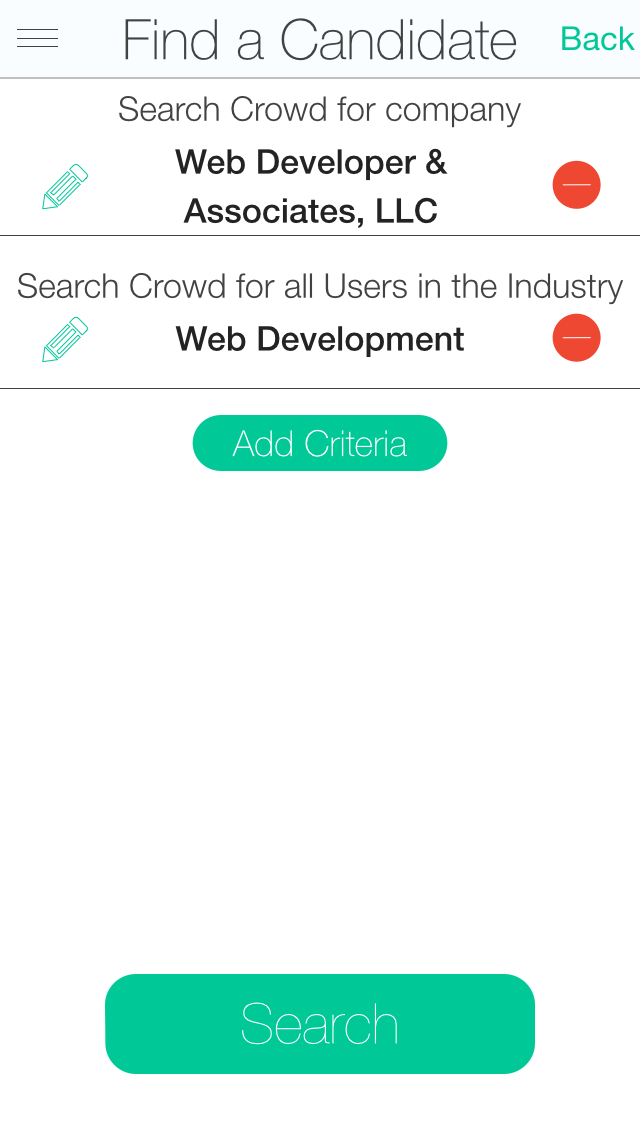 Find a Candidate
Back
Search Crowd for company
Web Developer &
Associates, LLC
Search Crowd for all Users in the Industry
Web Development
Add Criteria
Search